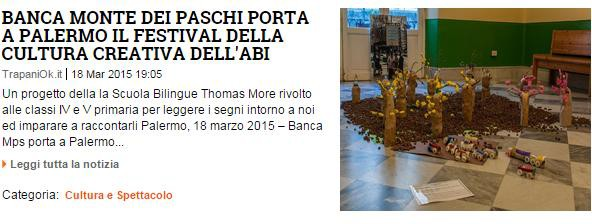 BANCA MONTE DEI PASCHI PORTA
A PALERMO IL FESTIVAL DELLA
CULTURA CREATIVA DELL'ABI
TrapaniOk.it | 18 Mar 2015 19:05
Un progetto della la Scuola Bilingue Thomas More rivolto
alle classi IV e V primaria per leggere i segni intorno a noi
ed imparare a raccontarli Palermo, 18 marzo 2015 – Banca
Mps porta a Palermo...
Leggi tutta la notizia
Categoria: Cultura e Spettacolo